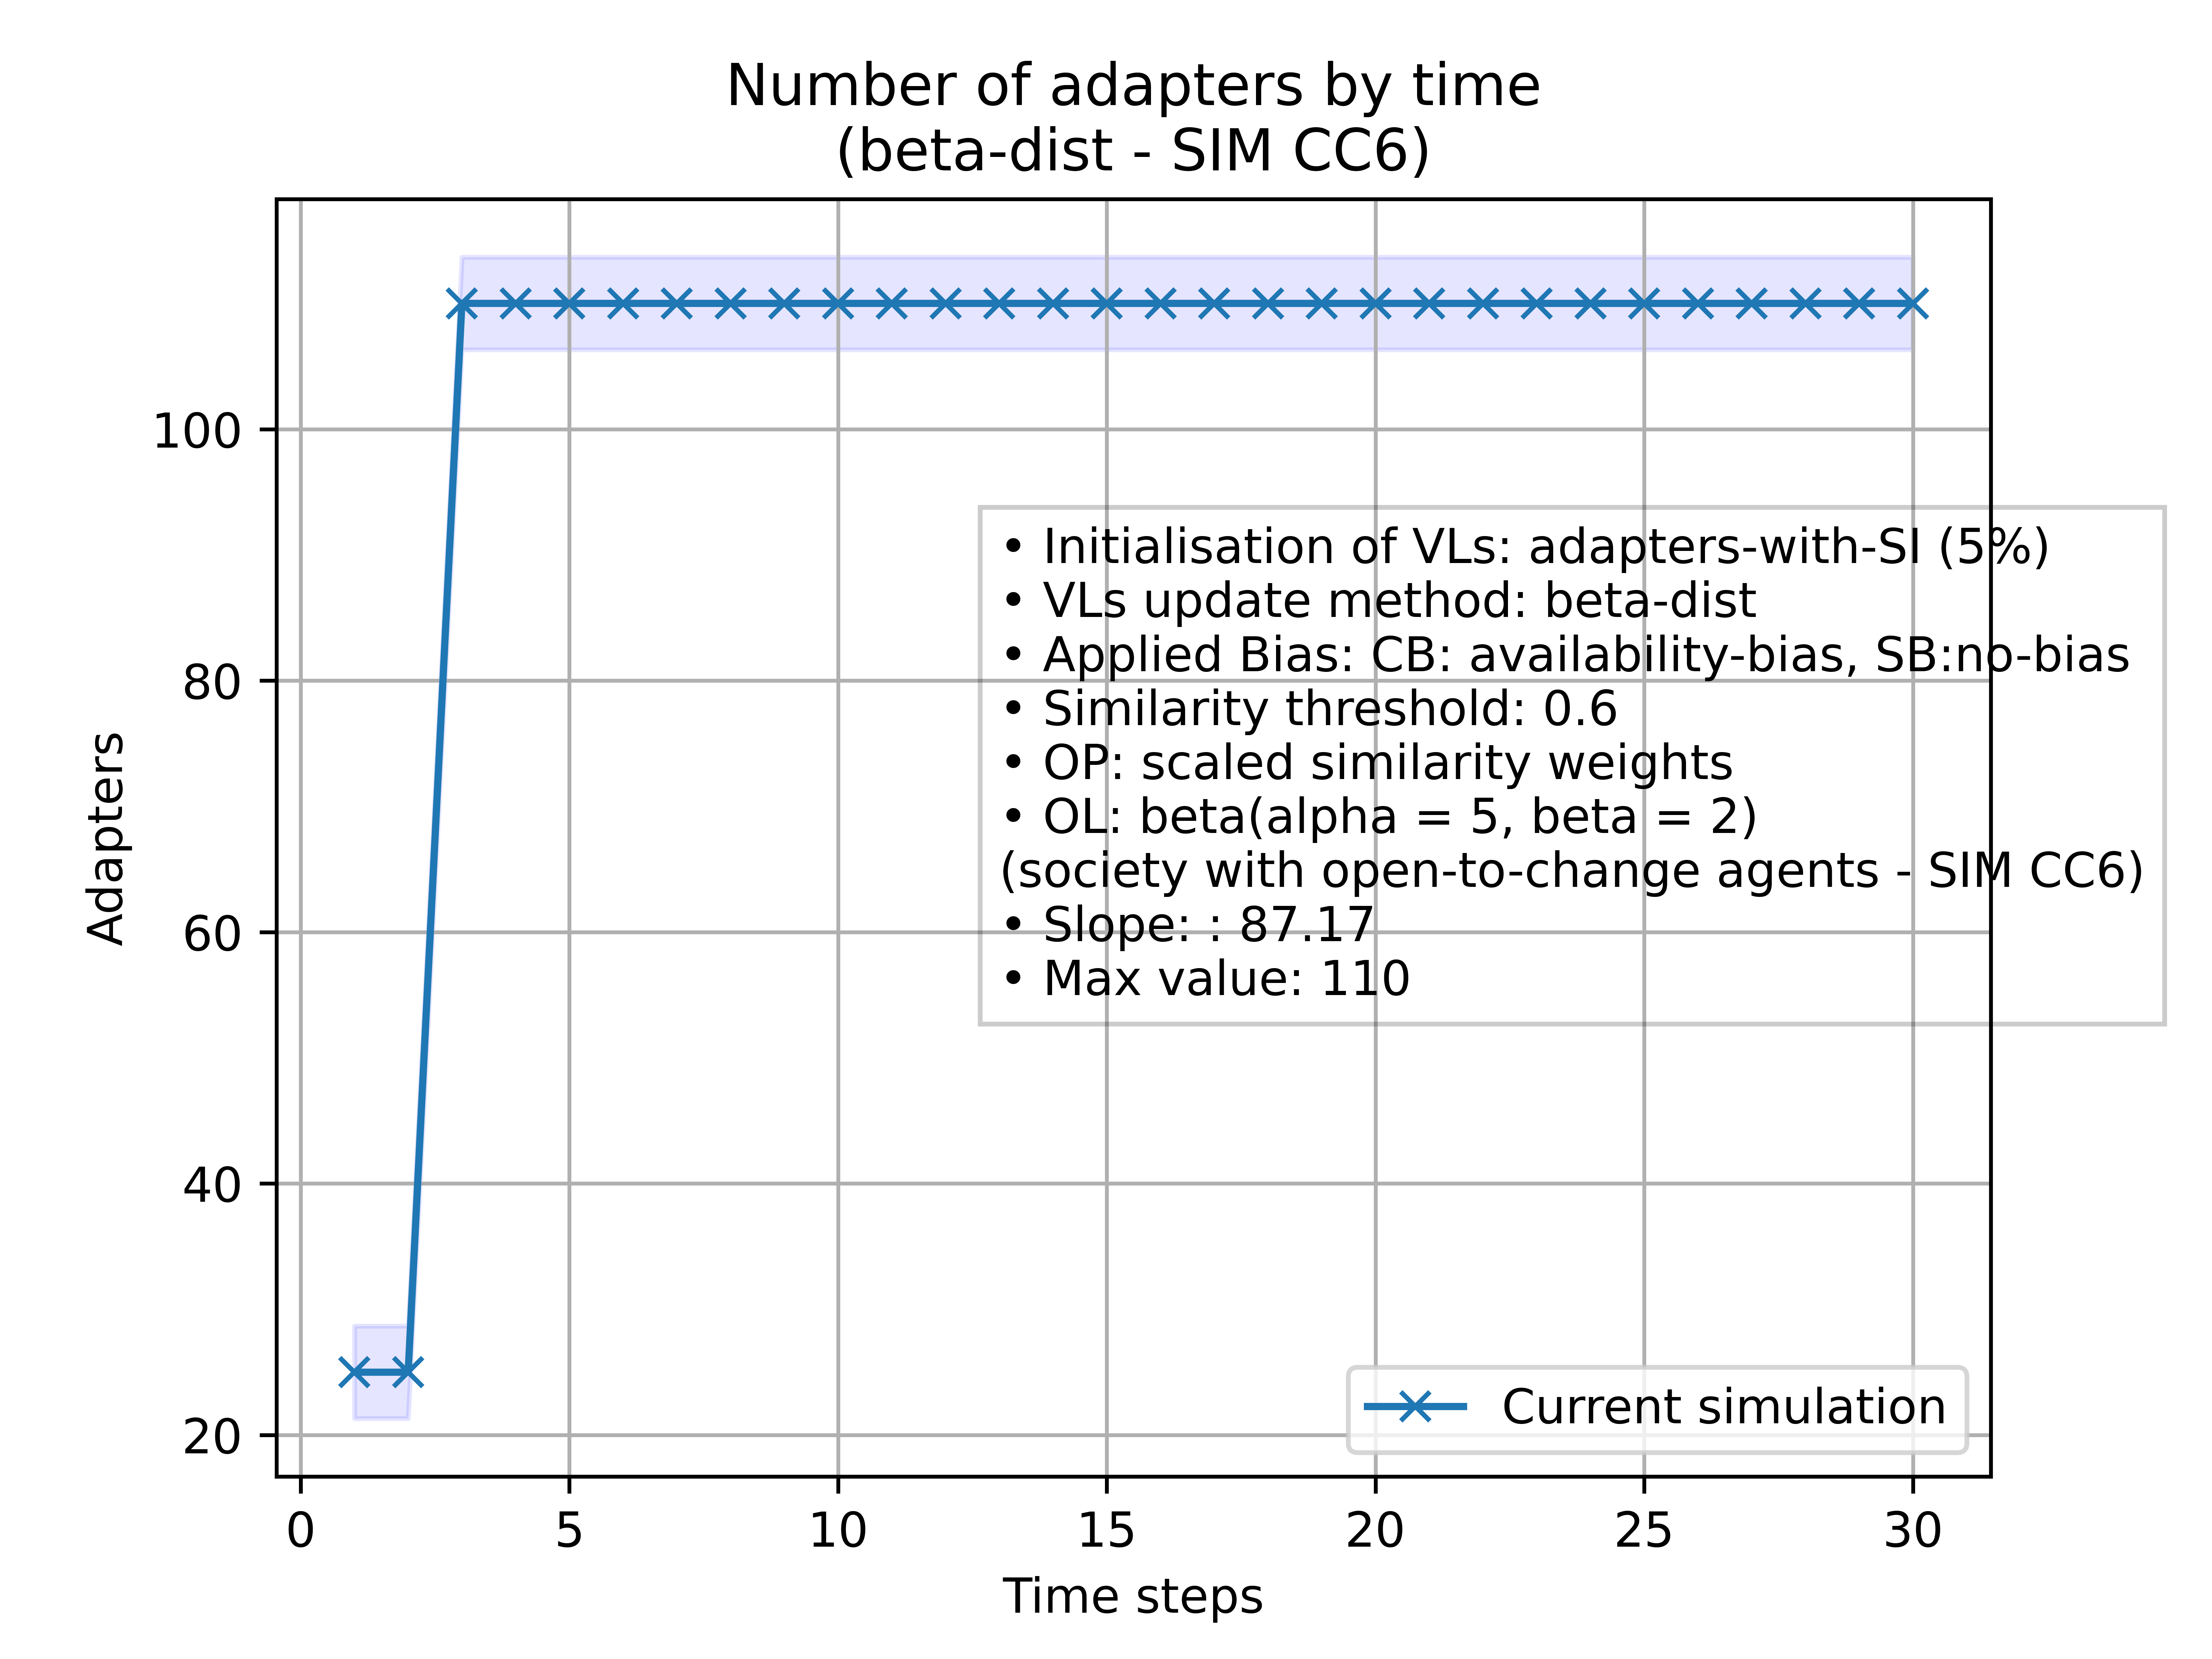 Number of adapters by time
(beta-dist - SIM CC6)
100
80
60
40
20
Adapters
• Initialisation of VLs: adapters-with-SI (5%)
• VLs update method: beta-dist
• Applied Bias: CB: availability-bias, SB:no-bias
• Similarity threshold: 0.6
• OP: scaled similarity weights
• OL: beta(alpha = 5, beta = 2)
(society with open-to-change agents - SIM CC6)
• Slope: : 87.17
• Max value: 110
Current simulation
0 5 10 15 20 25 30
Time steps